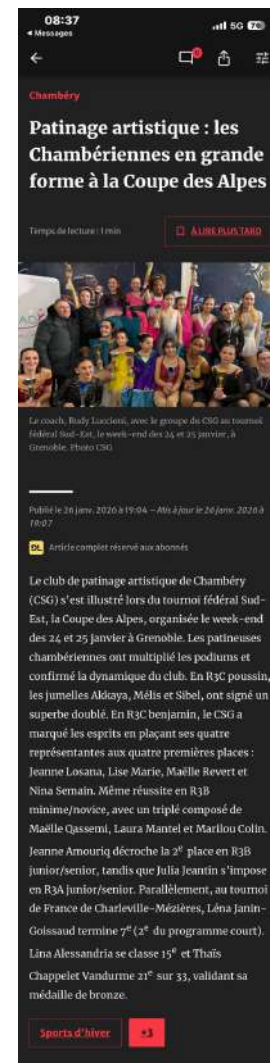 08:37
5G 70
◀ Messages
Chambéry
Patinage artistique : les
Chambériennes en grande
forme à la Coupe des Alpes
Temps de lecture : 1 min
À LIRE PLUS TARD
Le coach, Rudy Luccioni, avec le groupe du CSG au tournoi
fédéral Sud-Est, le week-end des 24 et 25 janvier, à
Grenoble. Photo CSG
Publié le 26 janv. 2026 à 19:04 – Mis à jour le 26 janv. 2026 à
19:07
DL Article complet réservé aux abonnés
Le club de patinage artistique de Chambéry
(CSG) s'est illustré lors du tournoi fédéral Sud-
Est, la Coupe des Alpes, organisée le week-end
des 24 et 25 janvier à Grenoble. Les patineuses
chambériennes ont multiplié les podiums et
confirmé la dynamique du club. En R3C poussin,
les jumelles Akkaya, Mélis et Sibel, ont signé un
superbe doublé. En R3C benjamin, le CSG a
marqué les esprits en plaçant ses quatre
représentantes aux quatre premières places :
Jeanne Losana, Lise Marie, Maëlle Revert et
Nina Semain. Même réussite en R3B
minime/novice, avec un triplé composé de
Maëlle Qassemi, Laura Mantel et Marilou Colin.
Jeanne Amouriq décroche la 2e place en R3B
junior/senior, tandis que Julia Jeantin s'impose
en R3A junior/senior. Parallèlement, au tournoi
de France de Charleville-Mézières, Léna Janin-
Goissaud termine 7e (2e du programme court).
Lina Alessandria se classe 15e et Thaïs
Chappelet Vandurme 21e sur 33, validant sa
médaille de bronze.
Sports d'hiver
+3